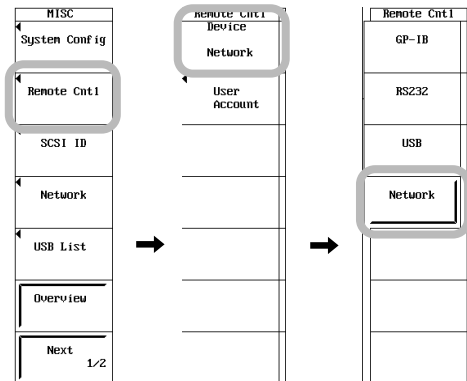 MISC
System Config
Remote Cntl
SCSI ID
Network
USB List
Overview
Next
1/2
Remote Cntl
Device
Network
User
Account
Remote Cntl
GP-IB
RS232
USB
Network